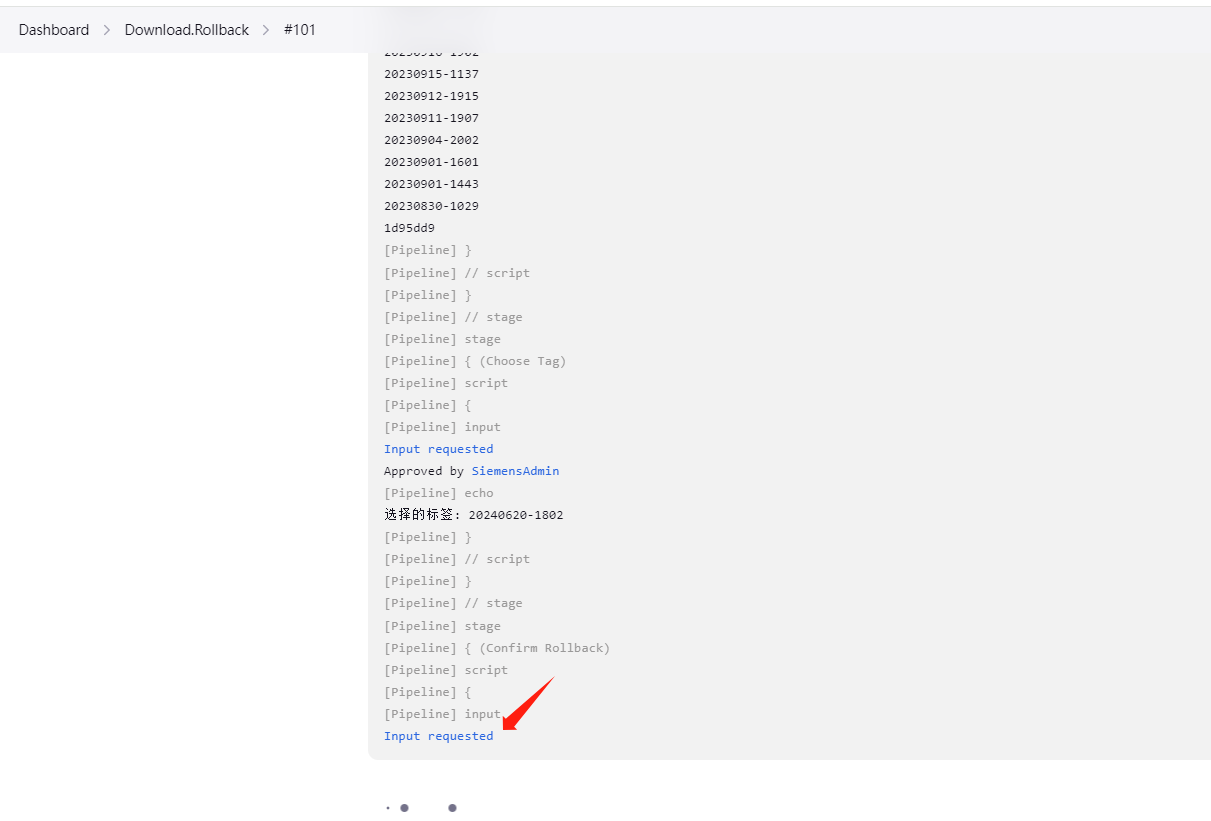 Dashboard > Download.Rollback > #101
20230915-1137
20230912-1915
20230911-1907
20230904-2002
20230901-1601
20230901-1443
20230830-1029
1d95dd9
[Pipeline] }
[Pipeline] // script
[Pipeline] }
[Pipeline] // stage
[Pipeline] stage
[Pipeline] { (Choose Tag)
[Pipeline] script
[Pipeline] {
[Pipeline] input
Input requested
Approved by SiemensAdmin
[Pipeline] echo
选择的标签: 20240620-1802
[Pipeline] }
[Pipeline] // script
[Pipeline] }
[Pipeline] // stage
[Pipeline] stage
[Pipeline] { (Confirm Rollback)
[Pipeline] script
[Pipeline] {
[Pipeline] input
Input requested